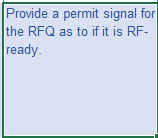 Provide a permit signal for
the RFQ as to if it is RF-
ready.